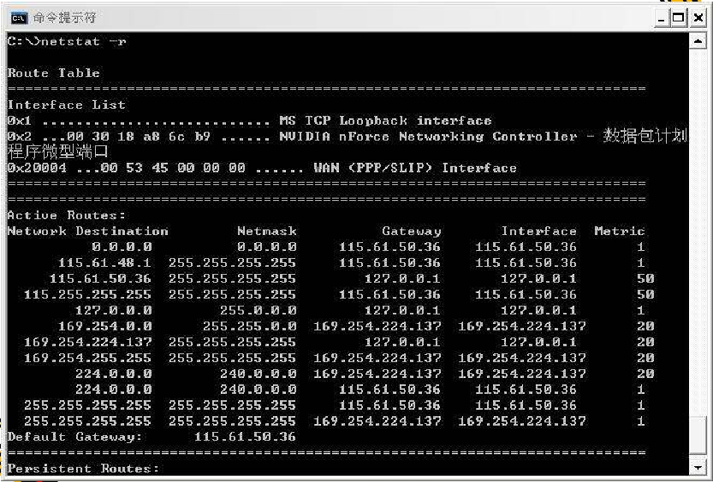 命令提示符
C:\>netstat -r
Route Table
===========================================================================
Interface List
0x1 ........................... MS TCP Loopback interface
0x2 ...00 30 18 a8 6c b9 ...... NVIDIA nForce Networking Controller - 数据包计划
程序微型端口
0x20004 ...00 53 45 00 00 00 ...... WAN (PPP/SLIP) Interface
===========================================================================
===========================================================================
Active Routes:
Network Destination        Netmask          Gateway       Interface  Metric
0.0.0.0          0.0.0.0     115.61.50.36    115.61.50.36       1
115.61.48.1  255.255.255.255     115.61.50.36    115.61.50.36       1
115.61.50.36  255.255.255.255        127.0.0.1       127.0.0.1       50
115.255.255.255  255.255.255.255     115.61.50.36    115.61.50.36       50
127.0.0.0        255.0.0.0        127.0.0.1       127.0.0.1       1
169.254.0.0      255.255.0.0  169.254.224.137  169.254.224.137       20
169.254.224.137  255.255.255.255        127.0.0.1       127.0.0.1       20
169.254.255.255  255.255.255.255  169.254.224.137  169.254.224.137       20
224.0.0.0        240.0.0.0  169.254.224.137  169.254.224.137       20
224.0.0.0        240.0.0.0     115.61.50.36    115.61.50.36       1
255.255.255.255  255.255.255.255     115.61.50.36    115.61.50.36       1
255.255.255.255  255.255.255.255  169.254.224.137  169.254.224.137       1
Default Gateway:      115.61.50.36
===========================================================================
Persistent Routes: